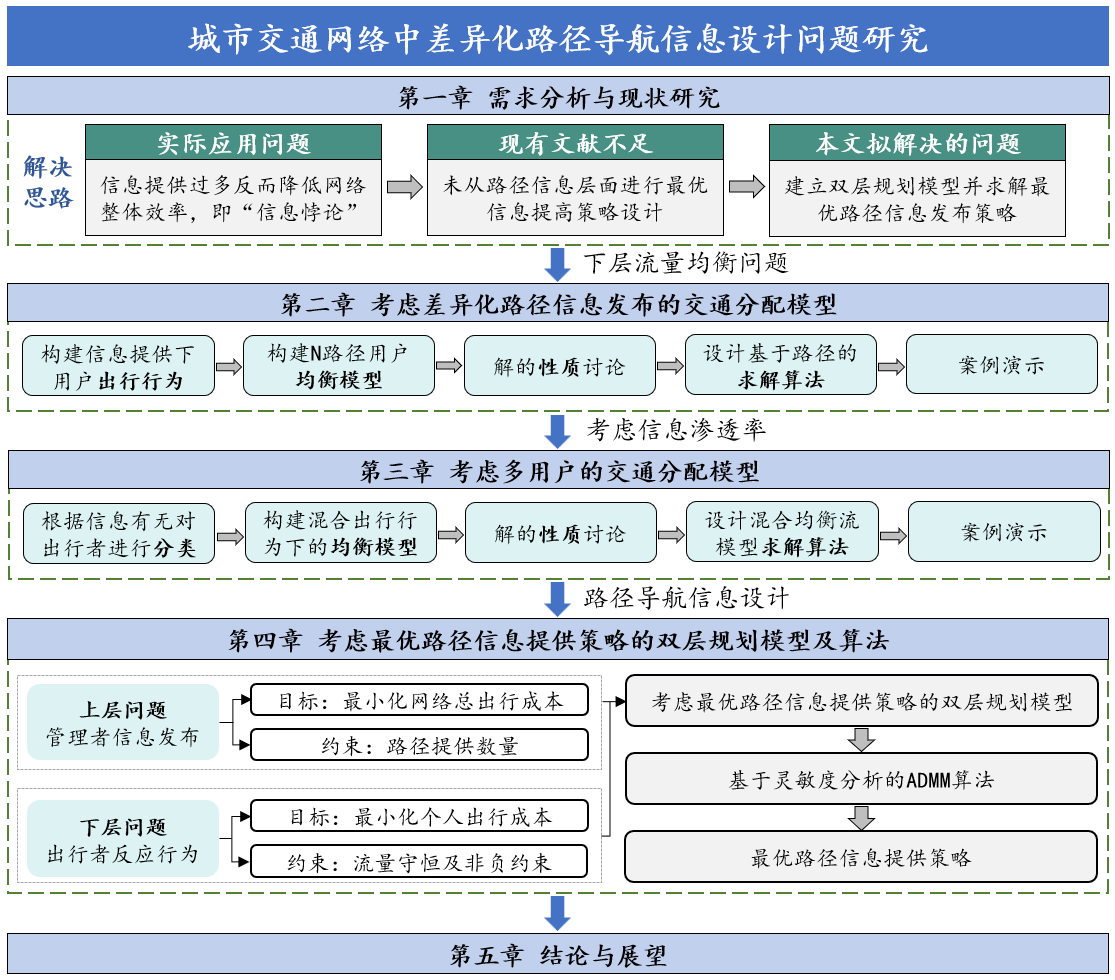 城市交通网络中差异化路径导航信息设计问题研究
第一章 需求分析与现状研究
解决
思路
实际应用问题
信息提供过多反而降低网络
整体效率，即“信息悖论”
现有文献不足
未从路径信息层面进行最优
信息提高策略设计
本文拟解决的问题
建立双层规划模型并求解最
优路径信息发布策略
下层流量均衡问题
第二章 考虑差异化路径信息发布的交通分配模型
构建信息提供下
用户出行行为
构建N路径用户
均衡模型
解的性质讨论
设计基于路径的
求解算法
案例演示
考虑信息渗透率
第三章 考虑多用户的交通分配模型
根据信息有无对
出行者进行分类
构建混合出行行
为下的均衡模型
解的性质讨论
设计混合均衡流
模型求解算法
案例演示
路径导航信息设计
第四章 考虑最优路径信息提供策略的双层规划模型及算法
上层问题
管理者信息发布
目标：最小化网络总出行成本
约束：路径提供数量
下层问题
出行者反应行为
目标：最小化个人出行成本
约束：流量守恒及非负约束
考虑最优路径信息提供策略的双层规划模型
基于灵敏度分析的ADMM算法
最优路径信息提供策略
第五章 结论与展望